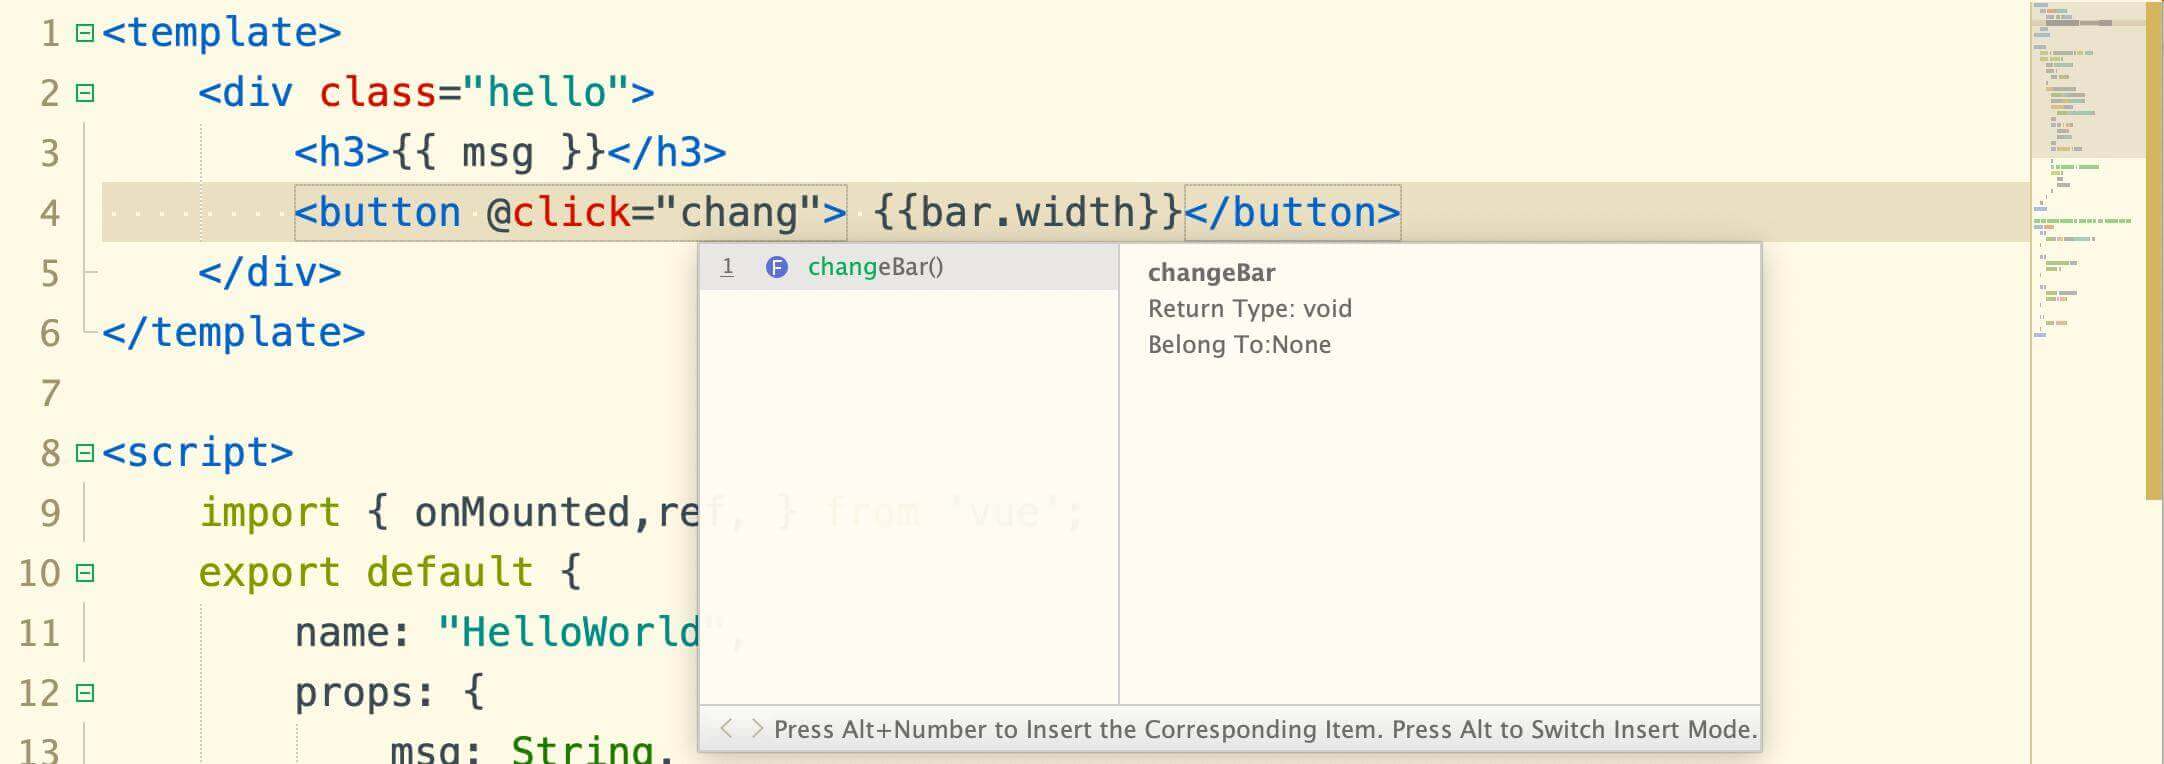 1 <template>
2 <div class="hello">
3 <h3>{{ msg }}</h3>
4 <button @click="chang"> {{bar.width}}</button>
1 F changeBar()
changeBar
Return Type: void
Belong To:None
5 </div>
6 </template>
7
8 <script>
9 import { onMounted,ref, } from 'vue';
10 export default {
11 name: "HelloWorld",
12 props: {
13 msg: String,
< > Press Alt+Number to Insert the Corresponding Item. Press Alt to Switch Insert Mode.